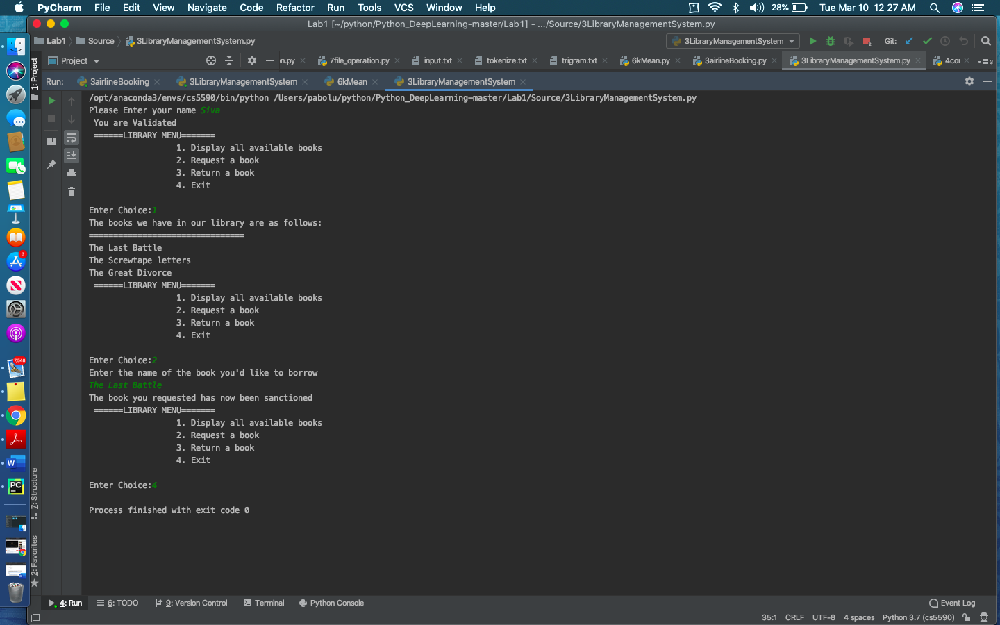 PyCharm File Edit View Navigate Code Refactor Run Tools VCS Window Help 28% Tue Mar 10 12 27 AM
Lab1 [~/python/Python_DeepLearning-master/Lab1] - .../Source/3LibraryManagementSystem.py
Lab1 Source 3LibraryManagementSystem.py 3LibraryManagementSystem Git:
Project n.py 7file_operation.py input.txt tokenize.txt trigram.txt 6kMean.py 3airlineBooking.py 3LibraryManagementSystem.py 4cor
1: Project
Run: 3airlineBooking 3LibraryManagementSystem 6kMean 3LibraryManagementSystem
/opt/anaconda3/envs/cs5590/bin/python /Users/pabolu/python/Python_DeepLearning-master/Lab1/Source/3LibraryManagementSystem.py
Please Enter your name Siva
You are Validated
======LIBRARY MENU=======
1. Display all available books
2. Request a book
3. Return a book
4. Exit
Enter Choice:1
The books we have in our library are as follows:
================================
The Last Battle
The Screwtape letters
The Great Divorce
======LIBRARY MENU=======
1. Display all available books
2. Request a book
3. Return a book
4. Exit
Enter Choice:2
Enter the name of the book you'd like to borrow
The Last Battle
The book you requested has now been sanctioned
======LIBRARY MENU=======
1. Display all available books
2. Request a book
3. Return a book
4. Exit
Enter Choice:4
Process finished with exit code 0
3
7,548
W
PC
Z: Structure
2: Favorites
4: Run 6: TODO 9: Version Control Terminal Python Console Event Log
35:1 CRLF UTF-8 4 spaces Python 3.7 (cs5590)